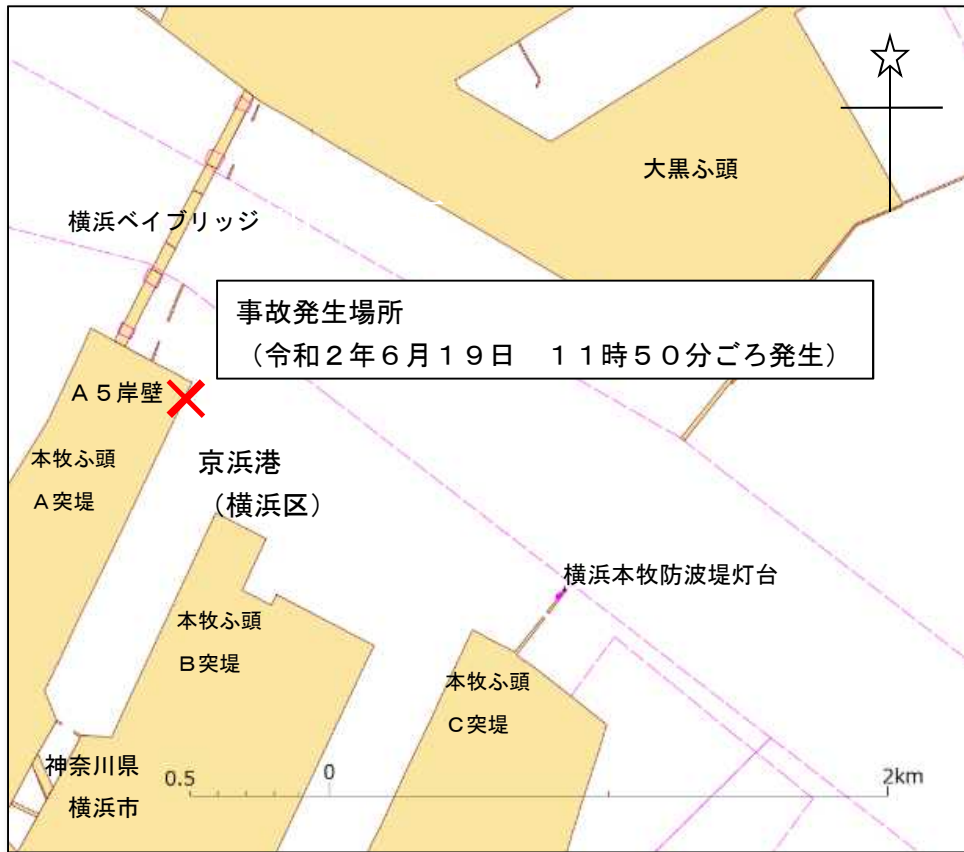 大黒ふ頭
横浜ベイブリッジ
事故発生場所
（令和２年６月１９日　１１時５０分ごろ発生）
Ａ５岸壁
本牧ふ頭
Ａ突堤
京浜港
（横浜区）
横浜本牧防波堤灯台
本牧ふ頭
Ｂ突堤
本牧ふ頭
Ｃ突堤
神奈川県
横浜市
0.5 0 2km